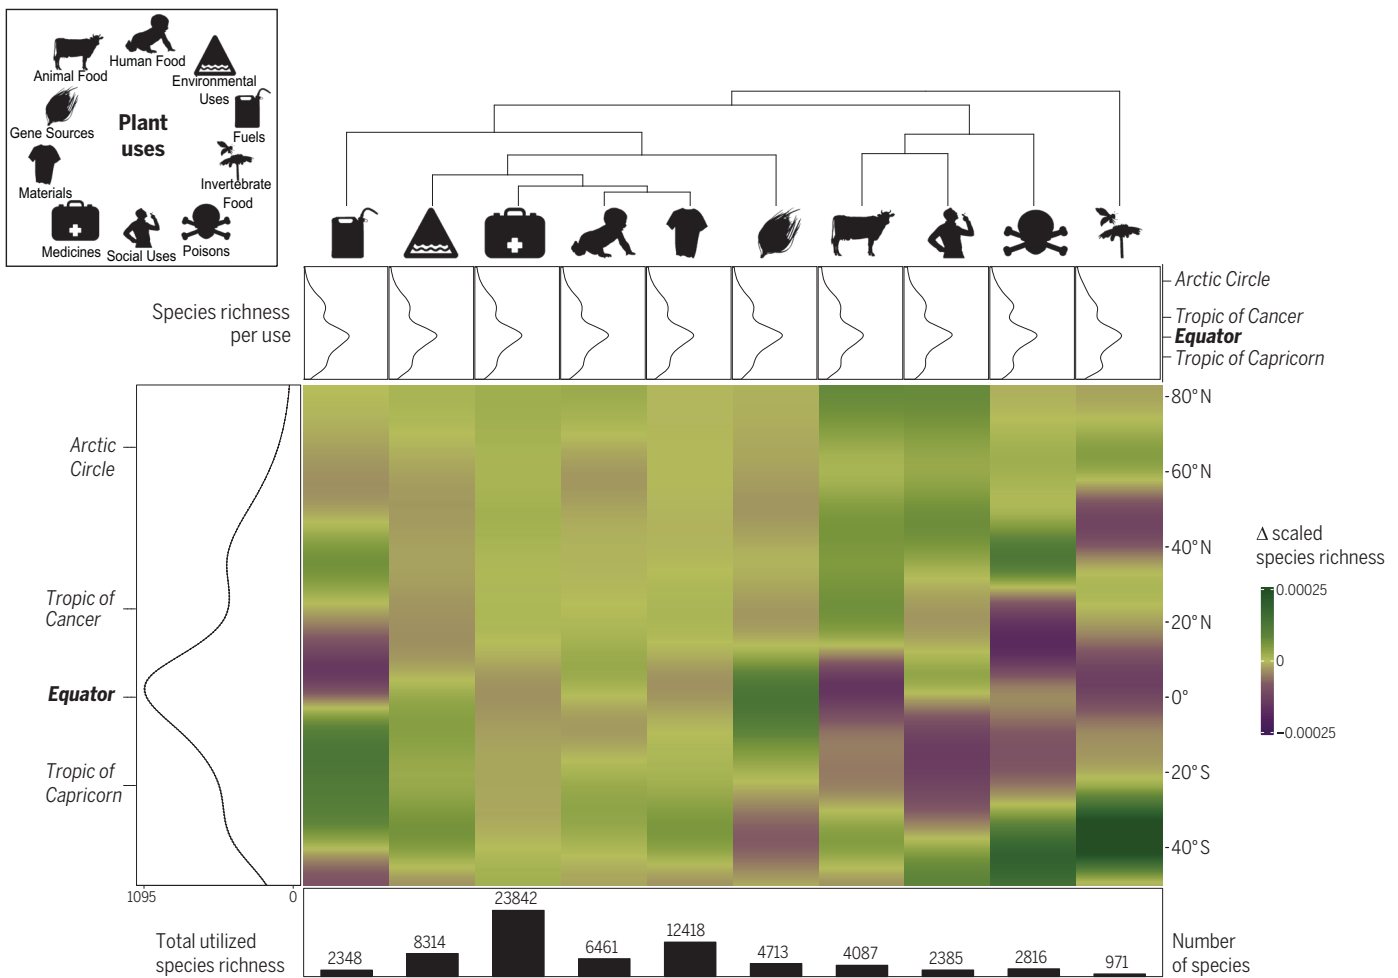 Human Food
Animal Food
Environmental
Uses
Gene Sources
Plant
uses
Fuels
Materials
Invertebrate
Food
Medicines
Social Uses
Poisons
Species richness
per use
Arctic Circle
Tropic of Cancer
Equator
Tropic of Capricorn
Arctic
Circle
Tropic of
Cancer
Equator
Tropic of
Capricorn
1095
0
80° N
60° N
40° N
20° N
0°
20° S
40° S
Δ scaled
species richness
0.00025
0
−0.00025
Total utilized
species richness
2348
8314
23842
6461
12418
4713
4087
2385
2816
971
Number
of species